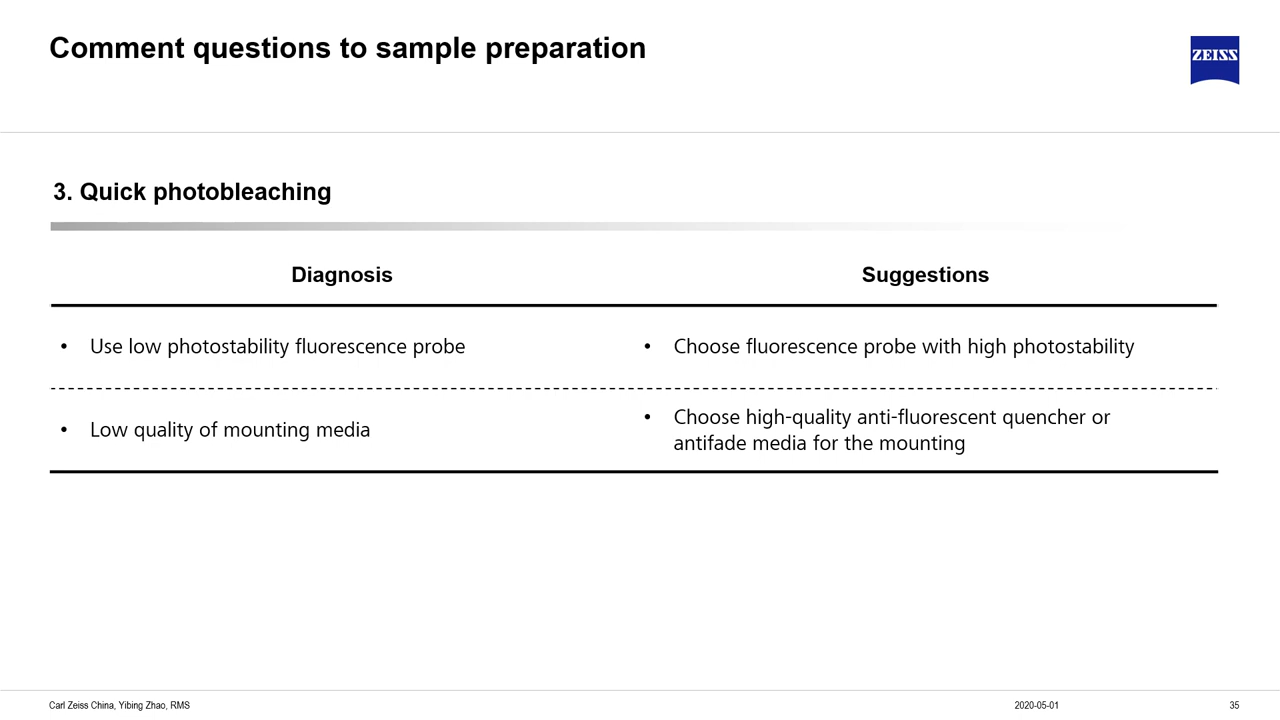 Comment questions to sample preparation
ZEISS
3. Quick photobleaching
Diagnosis
Suggestions
• Use low photostability fluorescence probe
• Choose fluorescence probe with high photostability
• Low quality of mounting media
• Choose high-quality anti-fluorescent quencher or
antifade media for the mounting
Carl Zeiss China, Yibing Zhao, RMS
2020-05-01
35